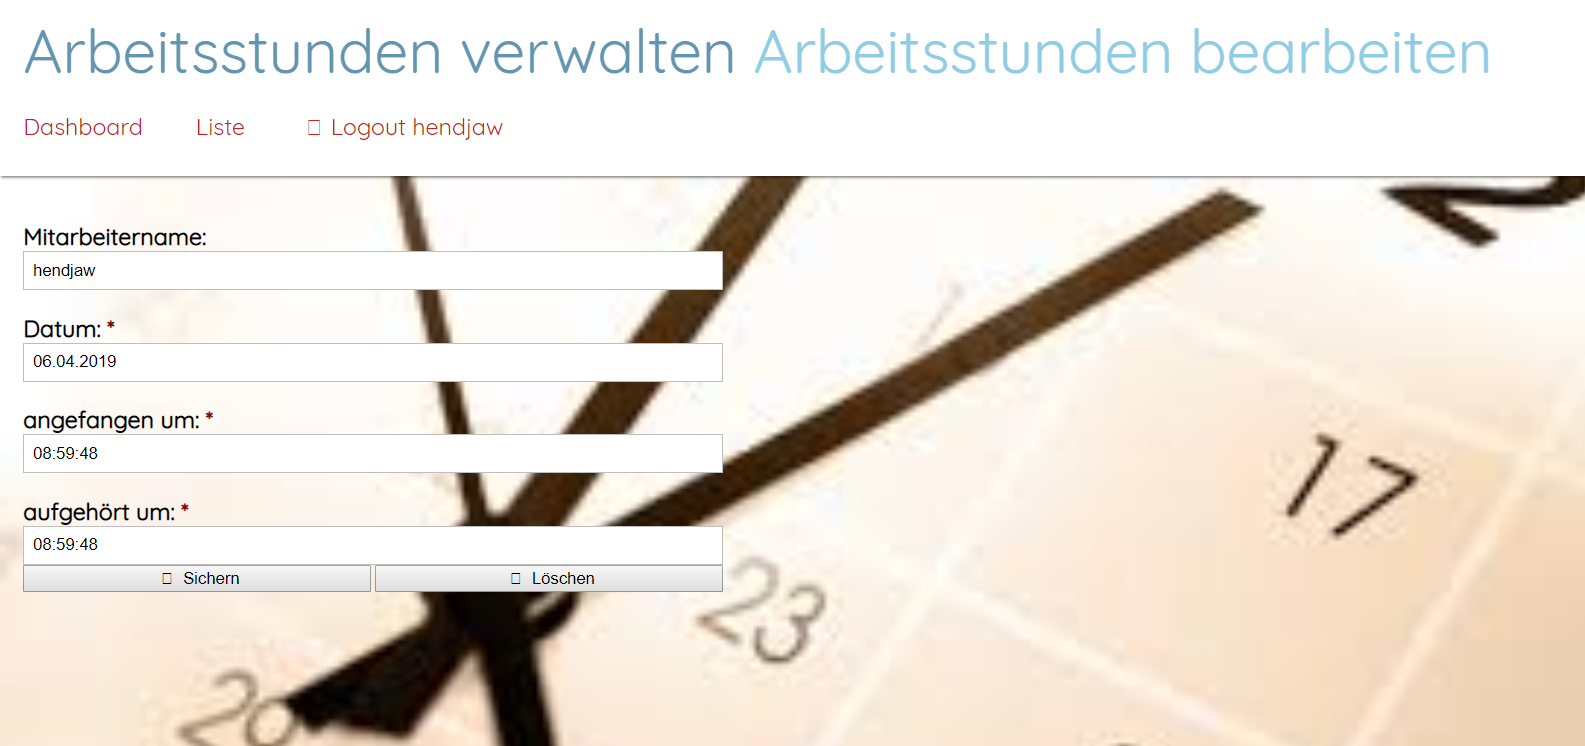 Arbeitsstunden verwalten Arbeitsstunden bearbeiten
Dashboard Liste Logout hendjaw
Mitarbeitername:
hendjaw
Datum: *
06.04.2019
angefangen um: *
08:59:48
aufgehört um: *
08:59:48
Sichern Löschen
17
23
20